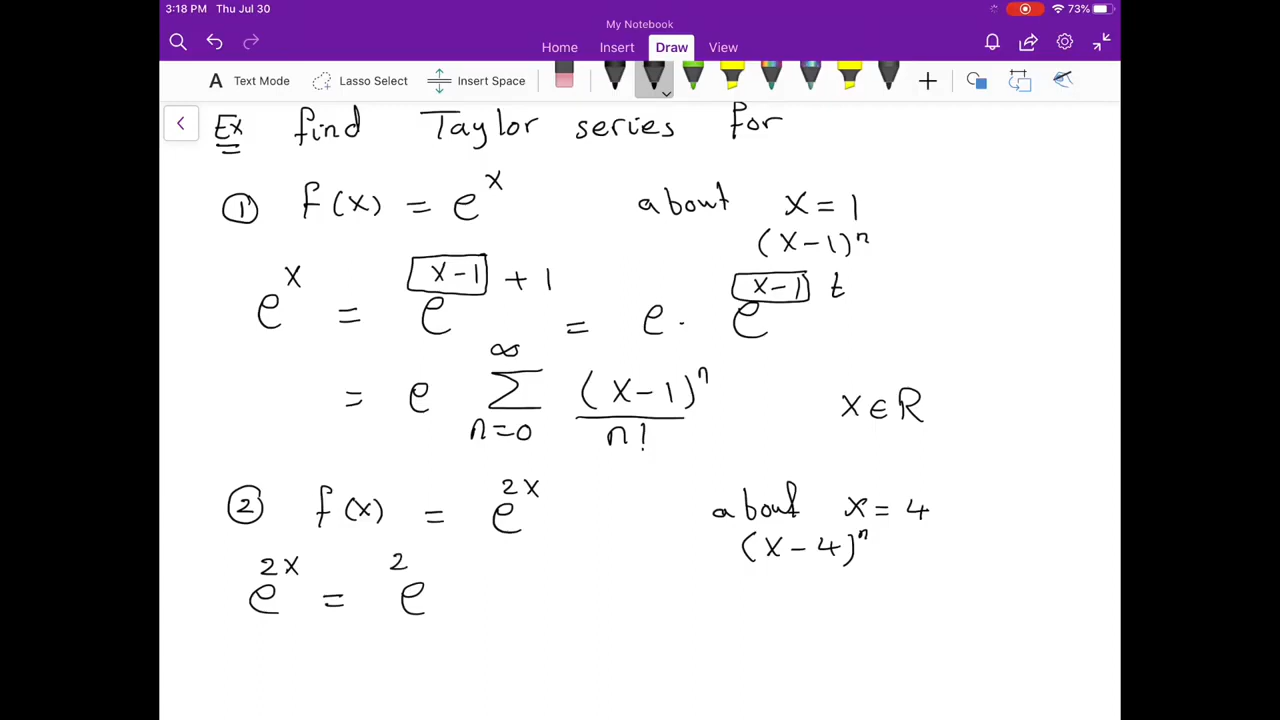 3:18 PM Thu Jul 30 73%
My Notebook
Home Insert Draw View
A Text Mode Lasso Select Insert Space
Ex find Taylor series for
① f(x) = e^x about x = 1
(x-1)^n
e^x = e^(x-1 + 1) = e · e^(x-1) t
= e ∑_{n=0}^{∞} (x-1)^n / n! x ∈ R
② f(x) = e^2x about x = 4
(x-4)^n
e^2x = e^2